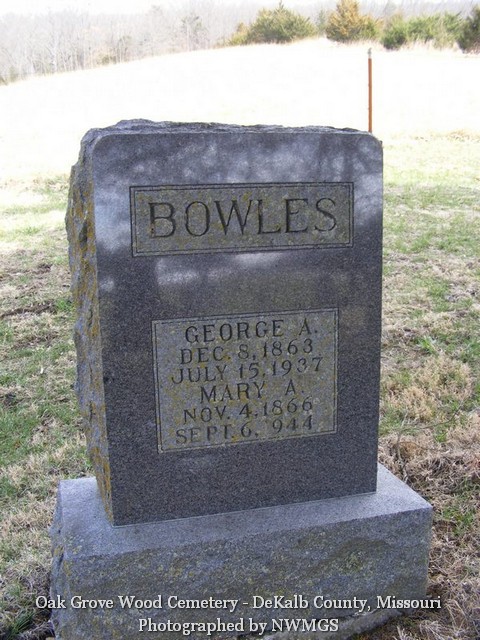 BOWLES
GEORGE A.
DEC. 8, 1863
JULY 15, 1937
MARY A.
NOV. 4, 1866
SEPT. 6, 1944
Oak Grove Wood Cemetery - DeKalb County, Missouri
Photographed by NWMGS